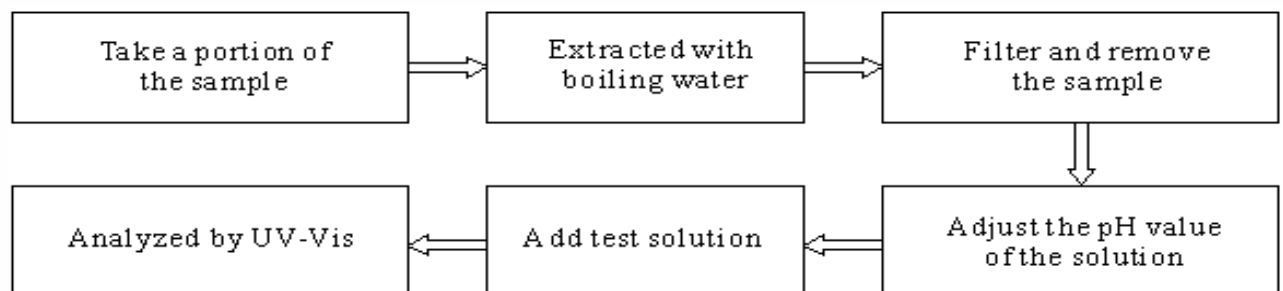 Take a portion of
the sample
Extracted with
boiling water
Filter and remove
the sample
Adjust the pH value
of the solution
Add test solution
Analyzed by UV-Vis